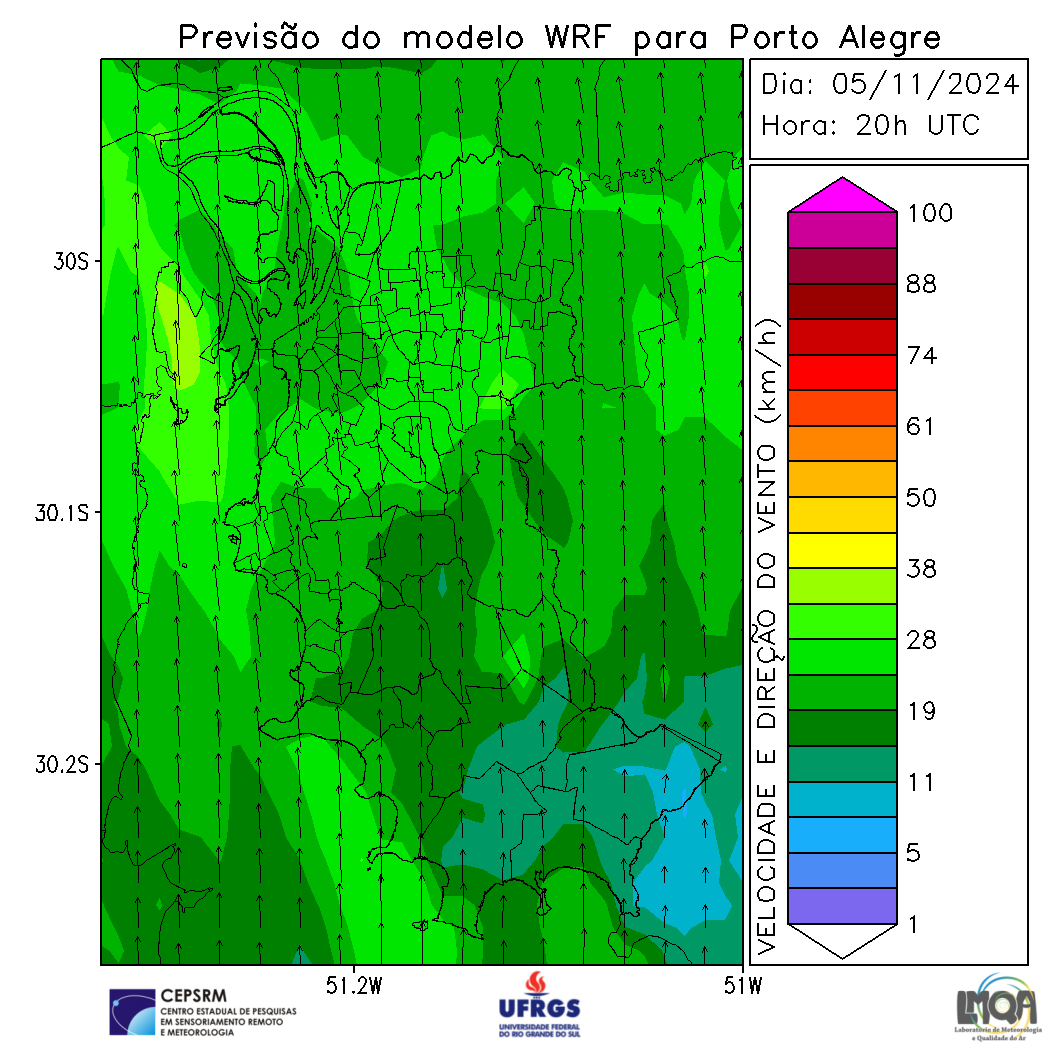 Previsão do modelo WRF para Porto Alegre
Dia: 05/11/2024
Hora: 20h UTC
30S
30.1S
30.2S
51.2W
51W
VELOCIDADE E DIREÇÃO DO VENTO (km/h)
100
88
74
61
50
38
28
19
11
5
1
CEPSRM
CENTRO ESTADUAL DE PESQUISAS
EM SENSORIAMENTO REMOTO
E METEOROLOGIA
UFRGS
UNIVERSIDADE FEDERAL
DO RIO GRANDE DO SUL
LMQA
Laboratório de Meteorologia
e Qualidade do Ar